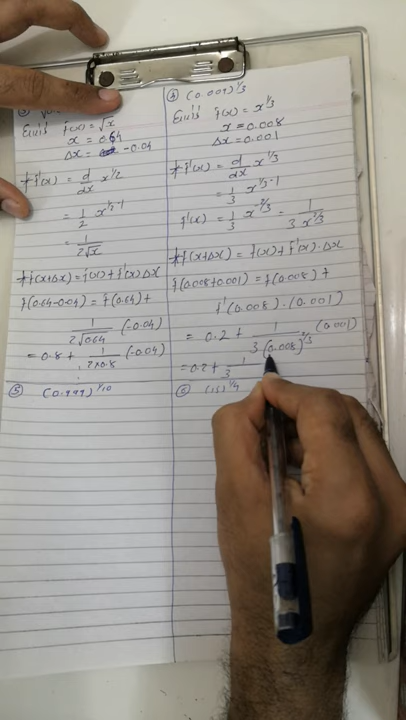 f(x) = √x
x = 0.64
Δx = -0.04
* f'(x) = d/dx x^1/2
= 1/2 x^1/2-1
= 1/2√x
* f(x+Δx) = f(x) + f'(x).Δx
f(0.64-0.04) = f(0.64) +
1/2√0.64 (-0.04)
= 0.8 + 1/2×0.8 (-0.04)
⑤ (0.999)^1/10
④ (0.009)^1/3
f(x) = x^1/3
x = 0.008
Δx = 0.001
* f'(x) = d/dx x^1/3
= 1/3 x^1/3-1
f'(x) = 1/3 x^-2/3 = 1/3 x^2/3
* f(x+Δx) = f(x) + f'(x).Δx
f(0.008+0.001) = f(0.008) +
f'(0.008).(0.001)
= 0.2 + 1/3(0.008)^2/3 (0.001)
= 0.2 + 1/3
⑥ (15)^1/4